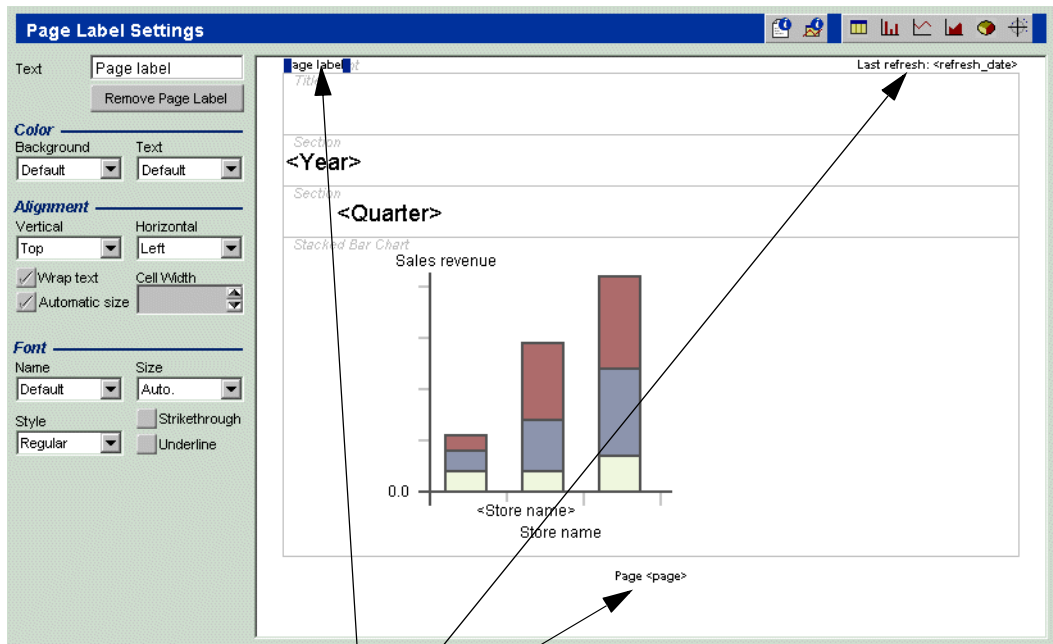 Page Label Settings
Text
Page label
Remove Page Label
Color
Background
Text
Default
Default
Alignment
Vertical
Horizontal
Top
Left
Wrap text
Cell Width
Automatic size
Font
Name
Size
Default
Auto.
Style
Strikethrough
Regular
Underline
age label
Last refresh: <refresh_date>
Title
Section
<Year>
Section
<Quarter>
Stacked Bar Chart
Sales revenue
0.0
<Store name>
Store name
Page <page>